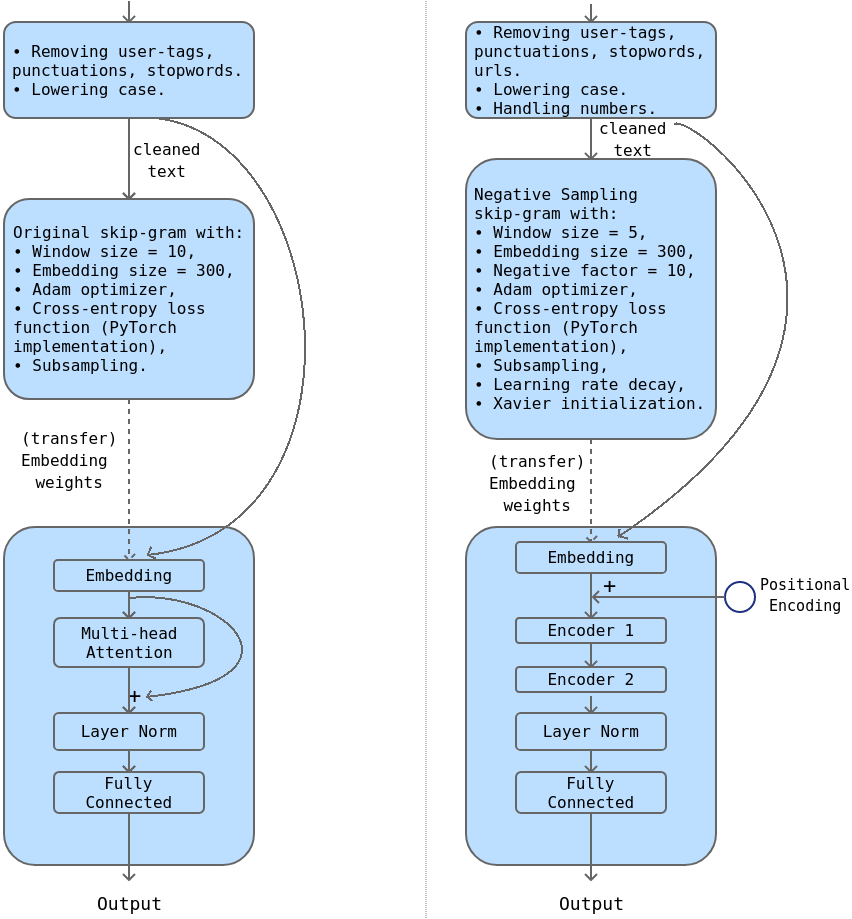 • Removing user-tags,
punctuations, stopwords.
• Lowering case.
cleaned
text
Original skip-gram with:
• Window size = 10,
• Embedding size = 300,
• Adam optimizer,
• Cross-entropy loss
function (PyTorch
implementation),
• Subsampling.
(transfer)
Embedding
weights
Embedding
Multi-head
Attention
+
Layer Norm
Fully
Connected
Output
• Removing user-tags,
punctuations, stopwords,
urls.
• Lowering case.
• Handling numbers.
cleaned
text
Negative Sampling
skip-gram with:
• Window size = 5,
• Embedding size = 300,
• Negative factor = 10,
• Adam optimizer,
• Cross-entropy loss
function (PyTorch
implementation),
• Subsampling,
• Learning rate decay,
• Xavier initialization.
(transfer)
Embedding
weights
Embedding
+
Positional
Encoding
Encoder 1
Encoder 2
Layer Norm
Fully
Connected
Output